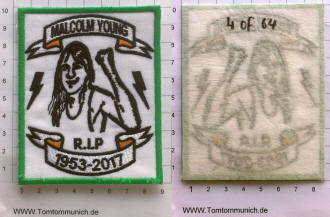 MALCOLM YOUNG
R.I.P
1953-2017
4 OF 64
www.Tomtommunich.de
www.Tomtommunich.de